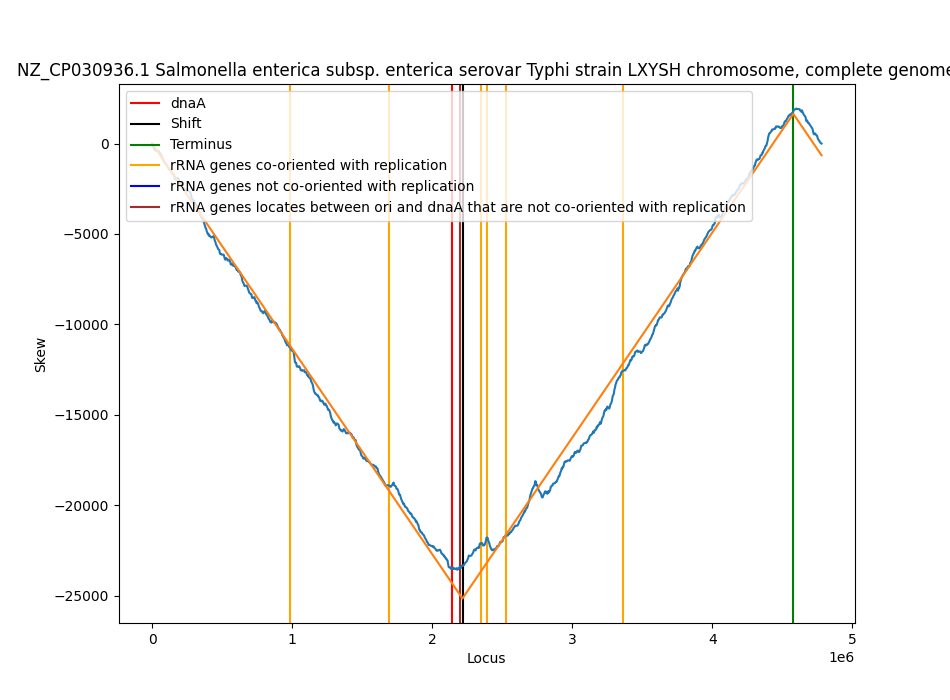 NZ_CP030936.1 Salmonella enterica subsp. enterica serovar Typhi strain LXYSH chromosome, complete genome
dnaA
Shift
Terminus
rRNA genes co-oriented with replication
rRNA genes not co-oriented with replication
rRNA genes locates between ori and dnaA that are not co-oriented with replication
0
−5000
−10000
−15000
−20000
−25000
Skew
0 1 2 3 4 5
1e6
Locus